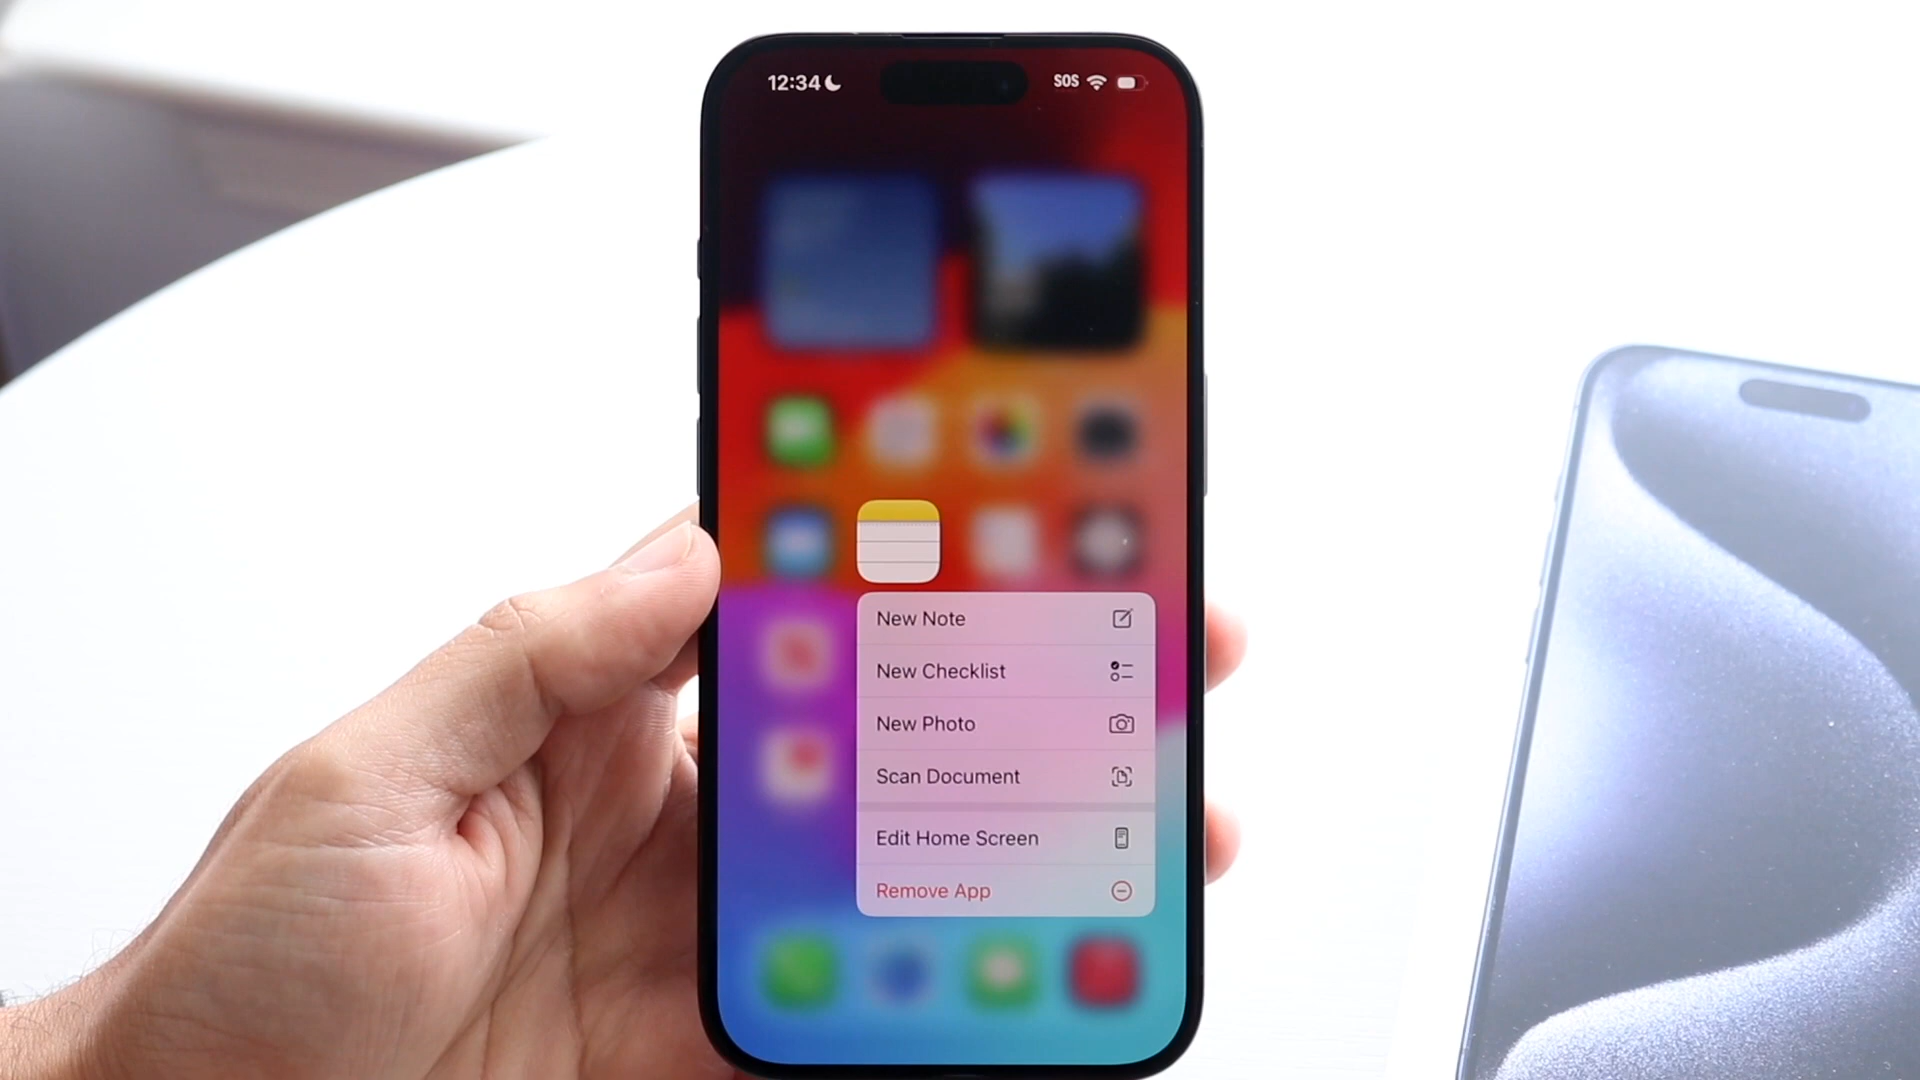 12:34 SOS
New Note
New Checklist
New Photo
Scan Document
Edit Home Screen
Remove App